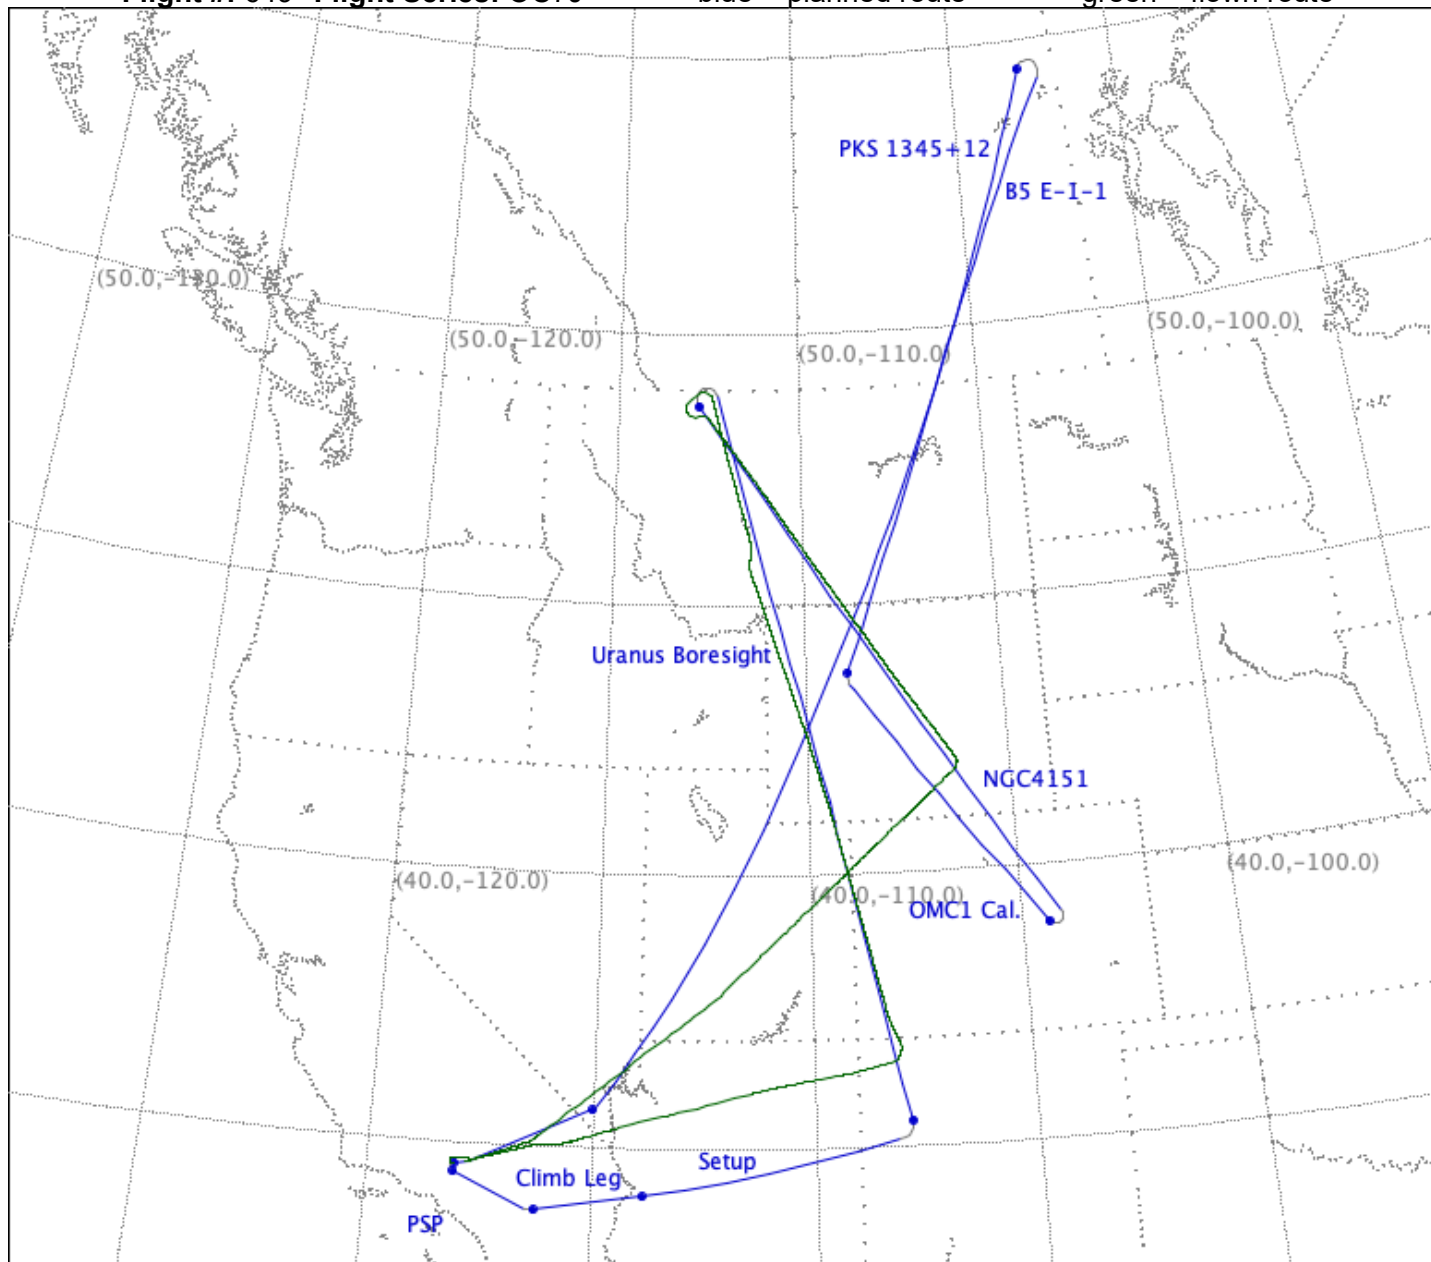 PKS 1345+12
B5 E-I-1
(50.0,-130.0)
(50.0,-120.0)
(50.0,-110.0)
(50.0,-100.0)
Uranus Boresight
NGC4151
(40.0,-120.0)
(40.0,-110.0)
(40.0,-100.0)
OMC1 Cal.
Setup
Climb Leg
PSP